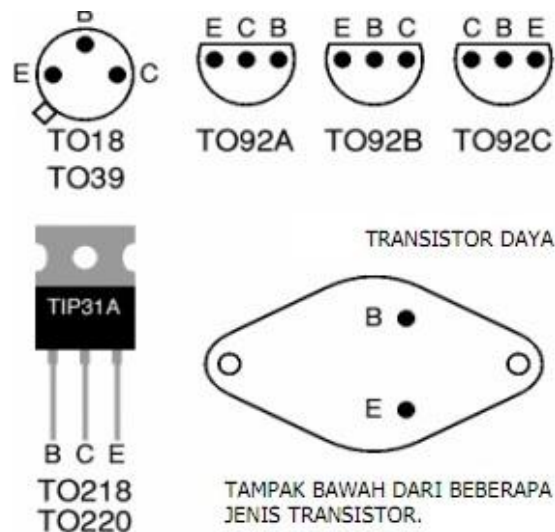 B
E C
TO18
TO39
E C B
TO92A
E B C
TO92B
C B E
TO92C
TIP31A
B C E
TO218
TO220
TRANSISTOR DAYA
B
E
TAMPAK BAWAH DARI BEBERAPA
JENIS TRANSISTOR.